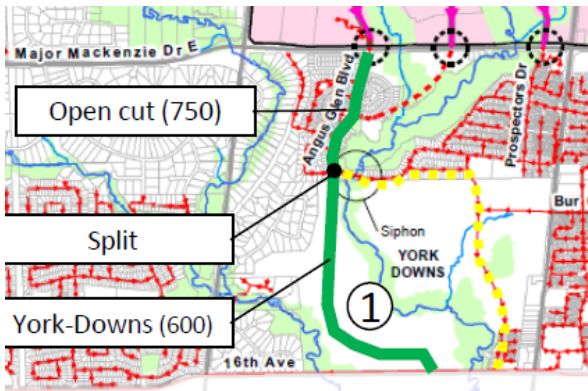 Major Mackenzie Dr E
Open cut (750)
Angus Glen Blvd
Prospectors Dr
Split
Siphon
YORK
DOWNS
Bur
York-Downs (600)
1
16th Ave